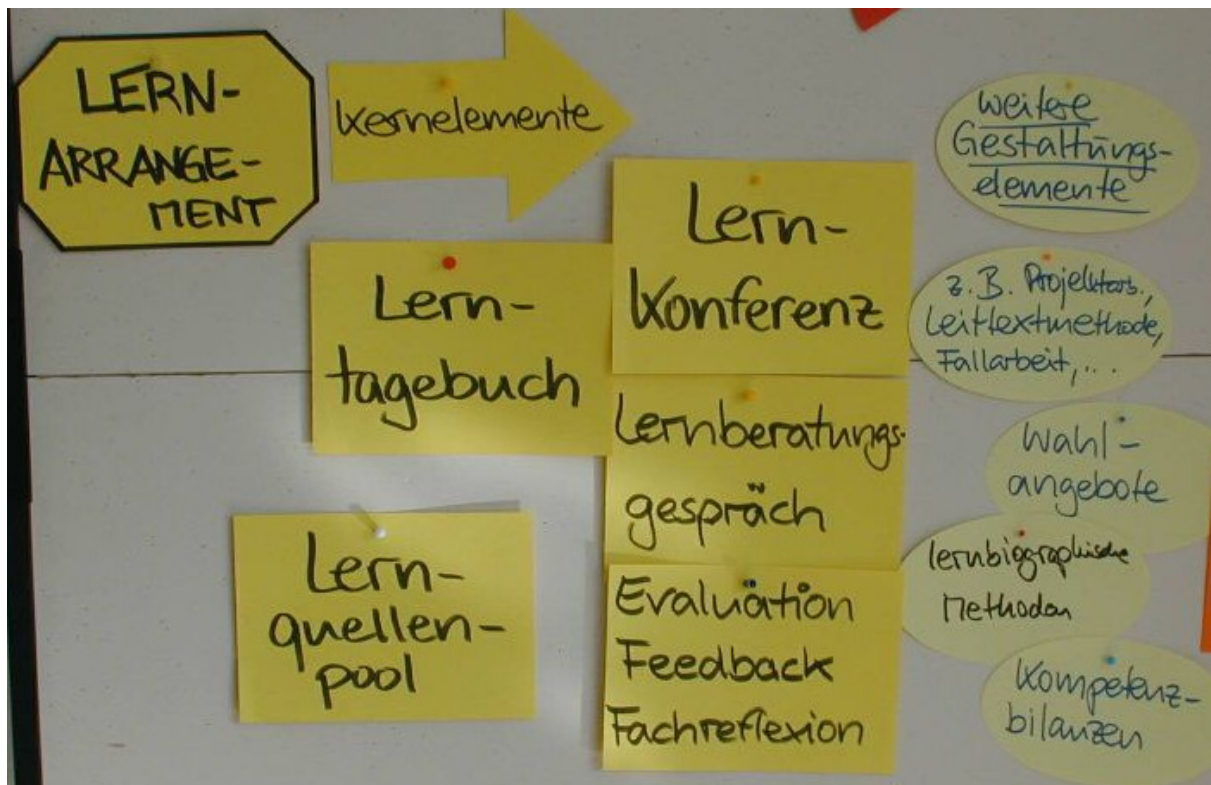 LERN-
ARRANGE-
MENT
Kernelemente
Lern-
tagebuch
Lern-
quellen-
pool
Lern-
Konferenz
Lernberatungs-
gespräch
Evaluation
Feedback
Fachreflexion
weitere
Gestaltungs-
elemente
z. B. Projektarb.,
Leittextmethode,
Fallarbeit,...
Wahl-
angebote
lernbiographische
Methoden
Kompetenz-
bilanzen